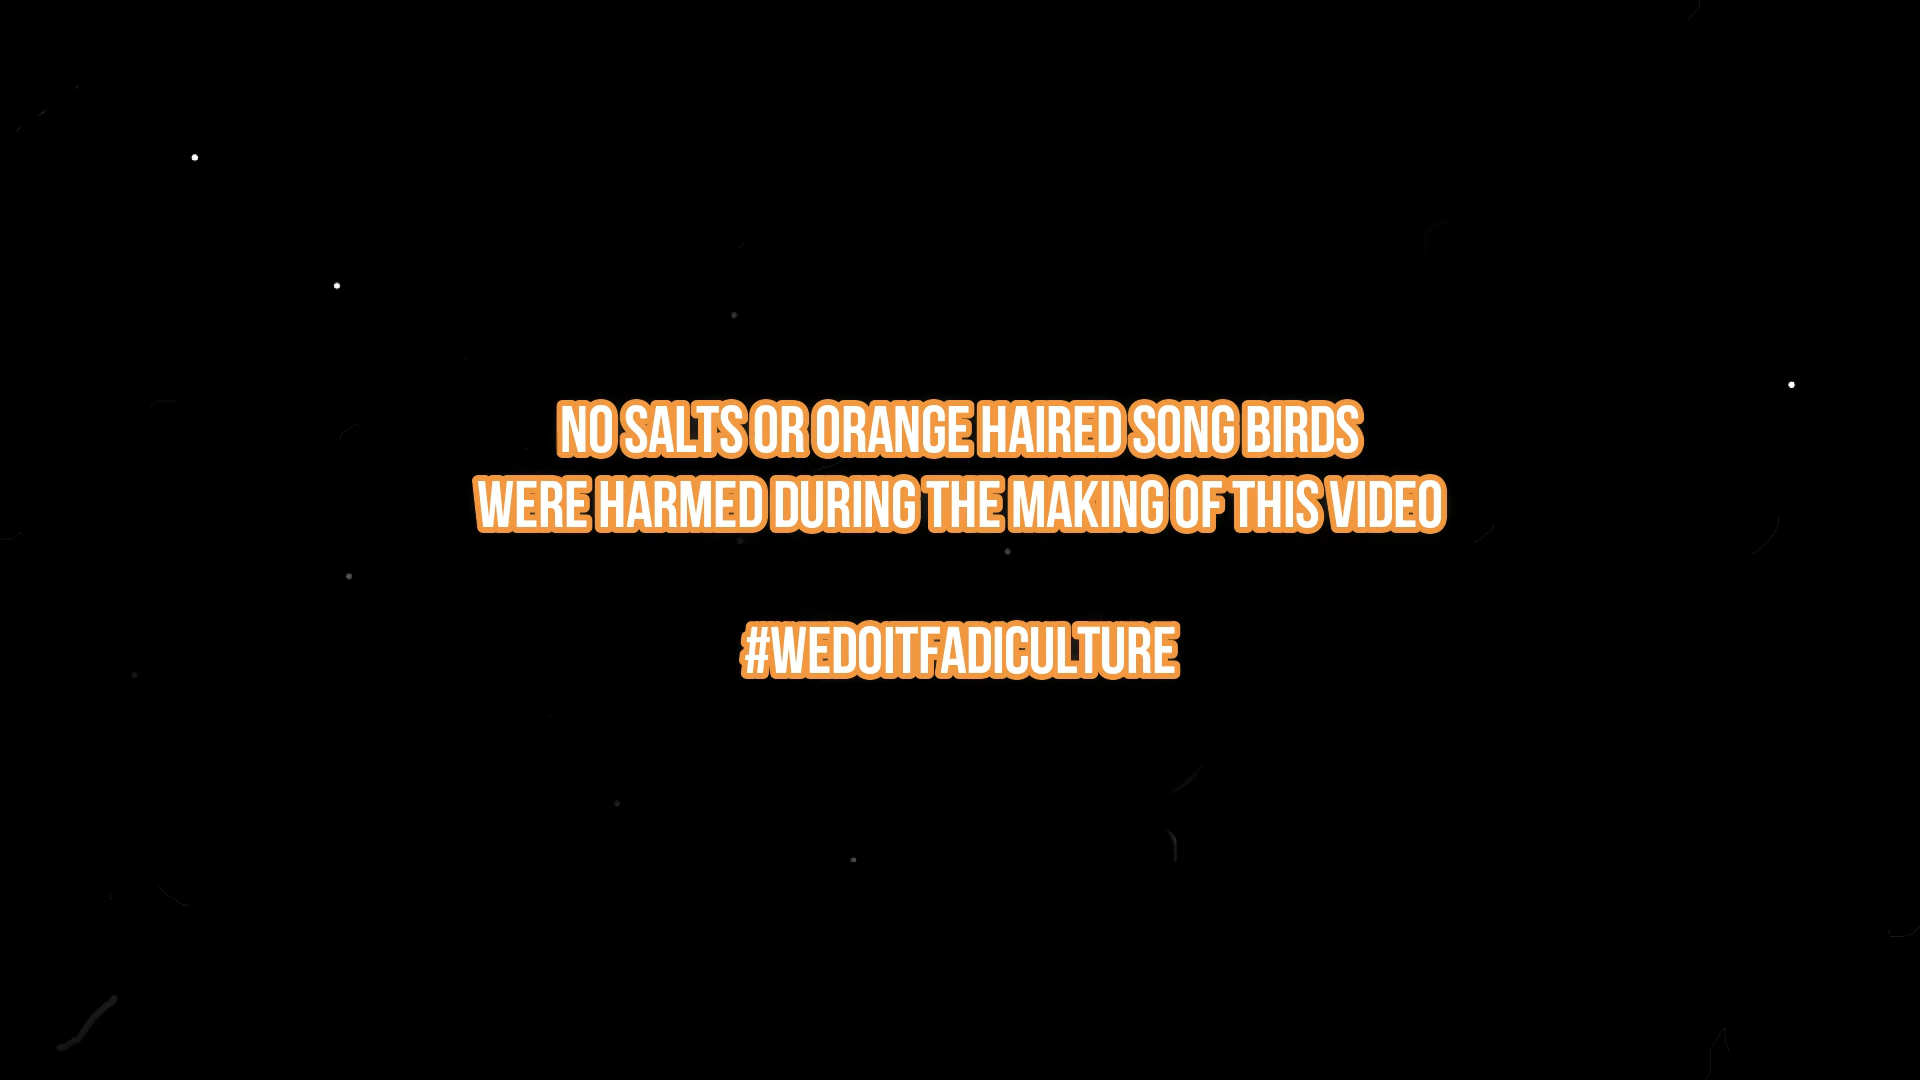 NO SALTS OR ORANGE HAIRED SONG BIRDS
WERE HARMED DURING THE MAKING OF THIS VIDEO
#WEDOITFADICULTURE